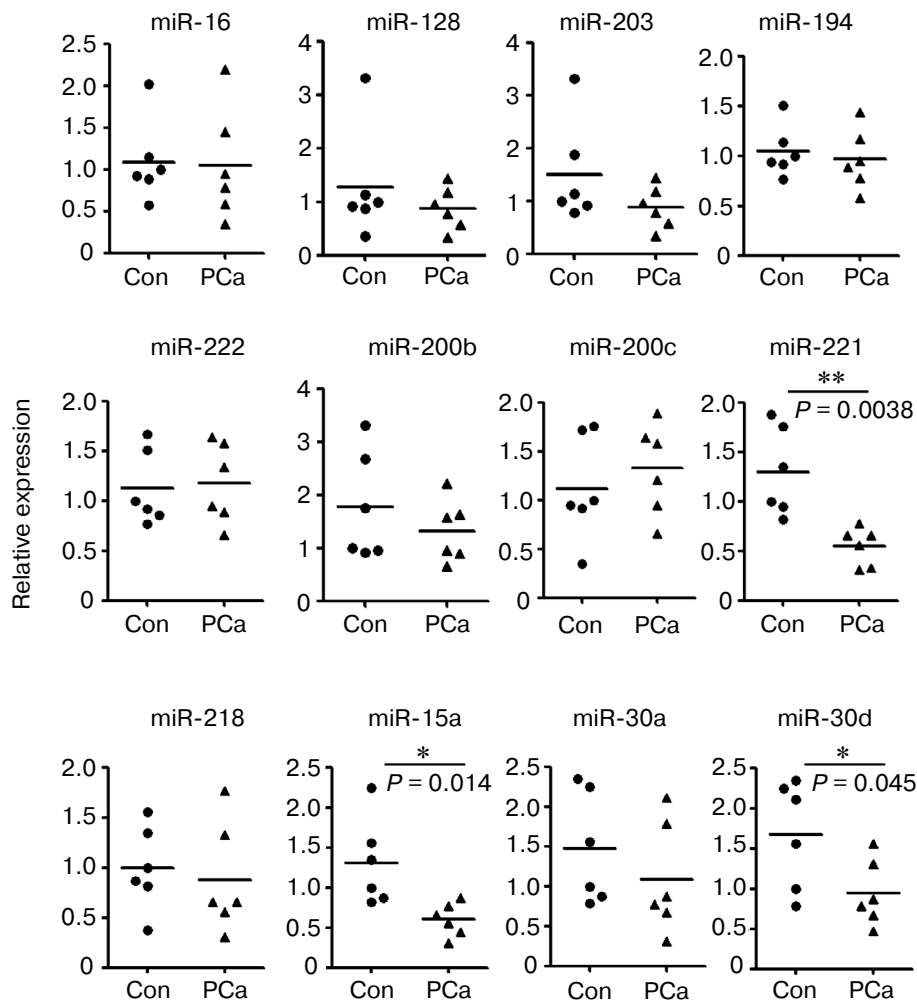 miR-16 miR-128 miR-203 miR-194
2.5 2.0 1.5 1.0 0.5 0
4 3 2 1 0
4 3 2 1 0
2.0 1.5 1.0 0.5 0
Con PCa Con PCa Con PCa Con PCa
Relative expression
miR-222 miR-200b miR-200c miR-221
**
P = 0.0038
2.0 1.5 1.0 0.5 0
4 3 2 1 0
2.0 1.5 1.0 0.5 0
2.0 1.5 1.0 0.5 0
Con PCa Con PCa Con PCa Con PCa
miR-218 miR-15a miR-30a miR-30d
* *
P = 0.014 P = 0.045
2.0 1.5 1.0 0.5 0
2.5 2.0 1.5 1.0 0.5 0
2.5 2.0 1.5 1.0 0.5 0
2.5 2.0 1.5 1.0 0.5 0
Con PCa Con PCa Con PCa Con PCa